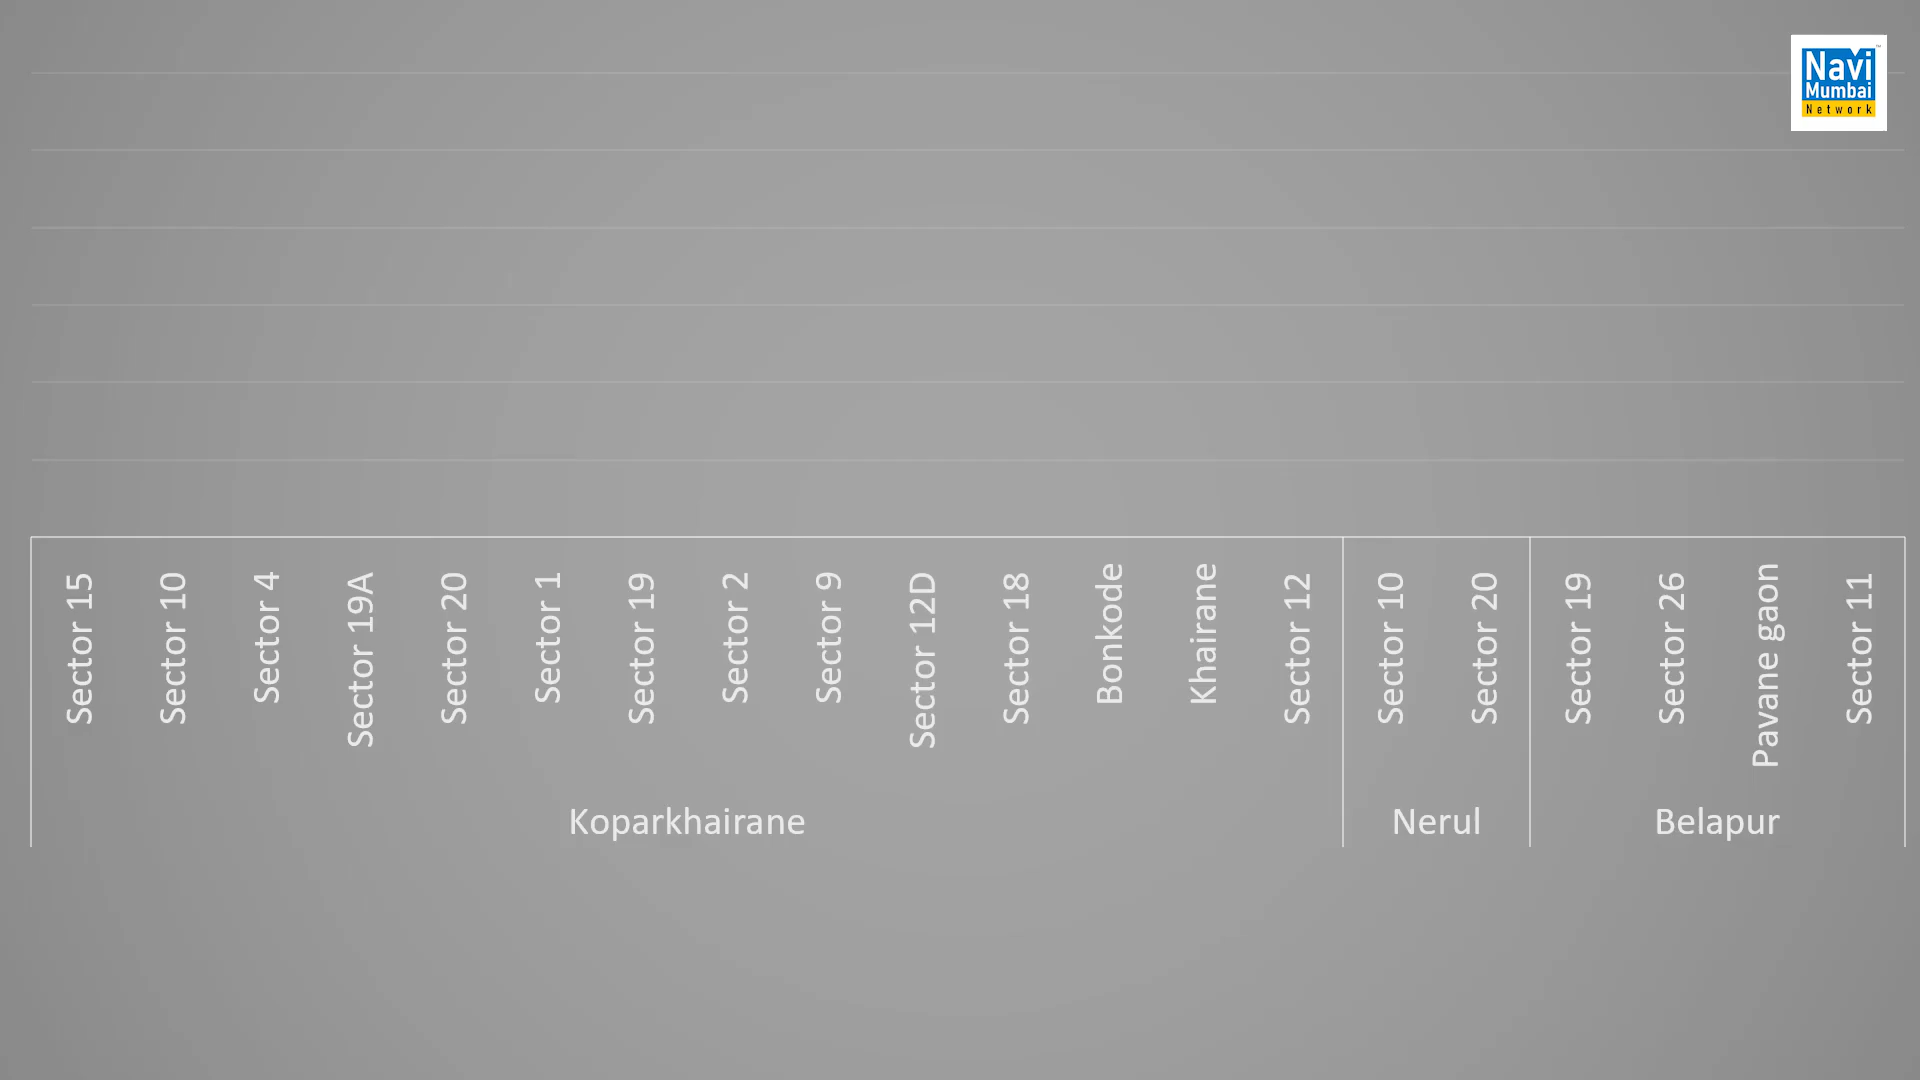 Navi
Mumbai
Network
Sector 15
Sector 10
Sector 4
Sector 19A
Sector 20
Sector 1
Sector 19
Sector 2
Sector 9
Sector 12D
Sector 18
Bonkode
Khairane
Sector 12
Sector 10
Sector 20
Sector 19
Sector 26
Pavane gaon
Sector 11
Koparkhairane
Nerul
Belapur